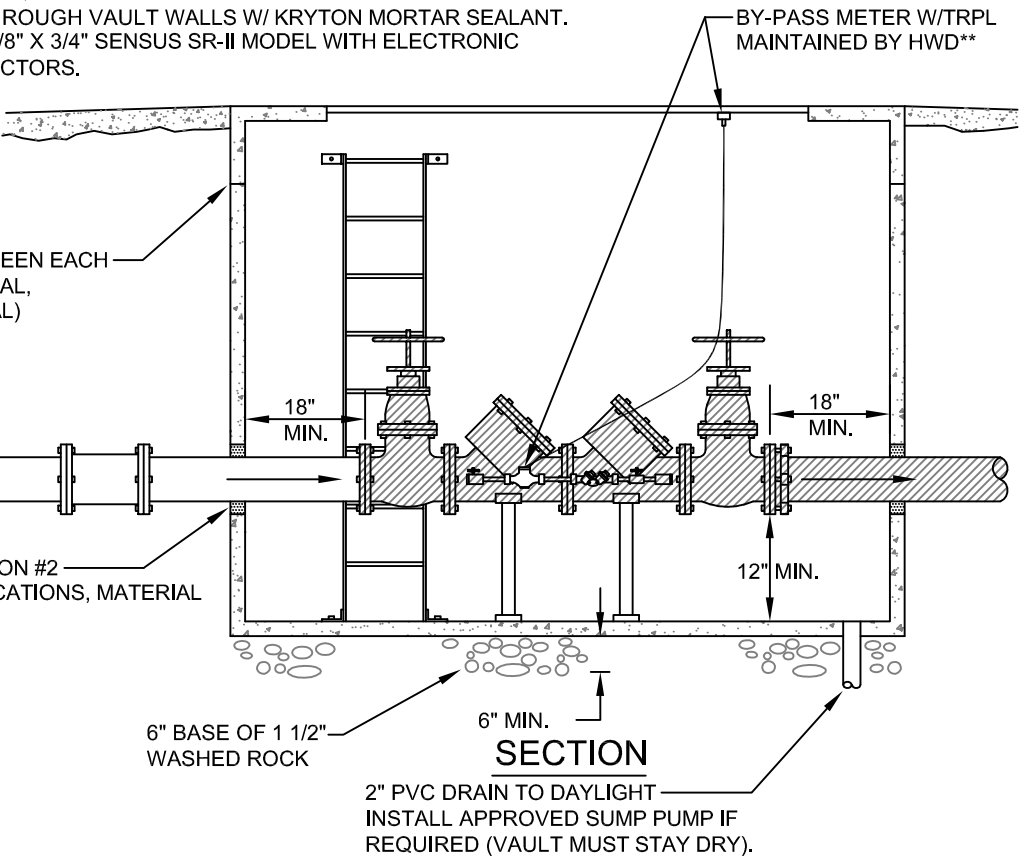 ROUGH VAULT WALLS W/ KRYTON MORTAR SEALANT.
/8" X 3/4" SENSUS SR-II MODEL WITH ELECTRONIC
CTORS.
BY-PASS METER W/TRPL
MAINTAINED BY HWD**
EEN EACH
AL,
AL)
18"
MIN.
18"
MIN.
ON #2
CATIONS, MATERIAL
12" MIN.
6" BASE OF 1 1/2"
WASHED ROCK
6" MIN.
SECTION
2" PVC DRAIN TO DAYLIGHT
INSTALL APPROVED SUMP PUMP IF
REQUIRED (VAULT MUST STAY DRY).